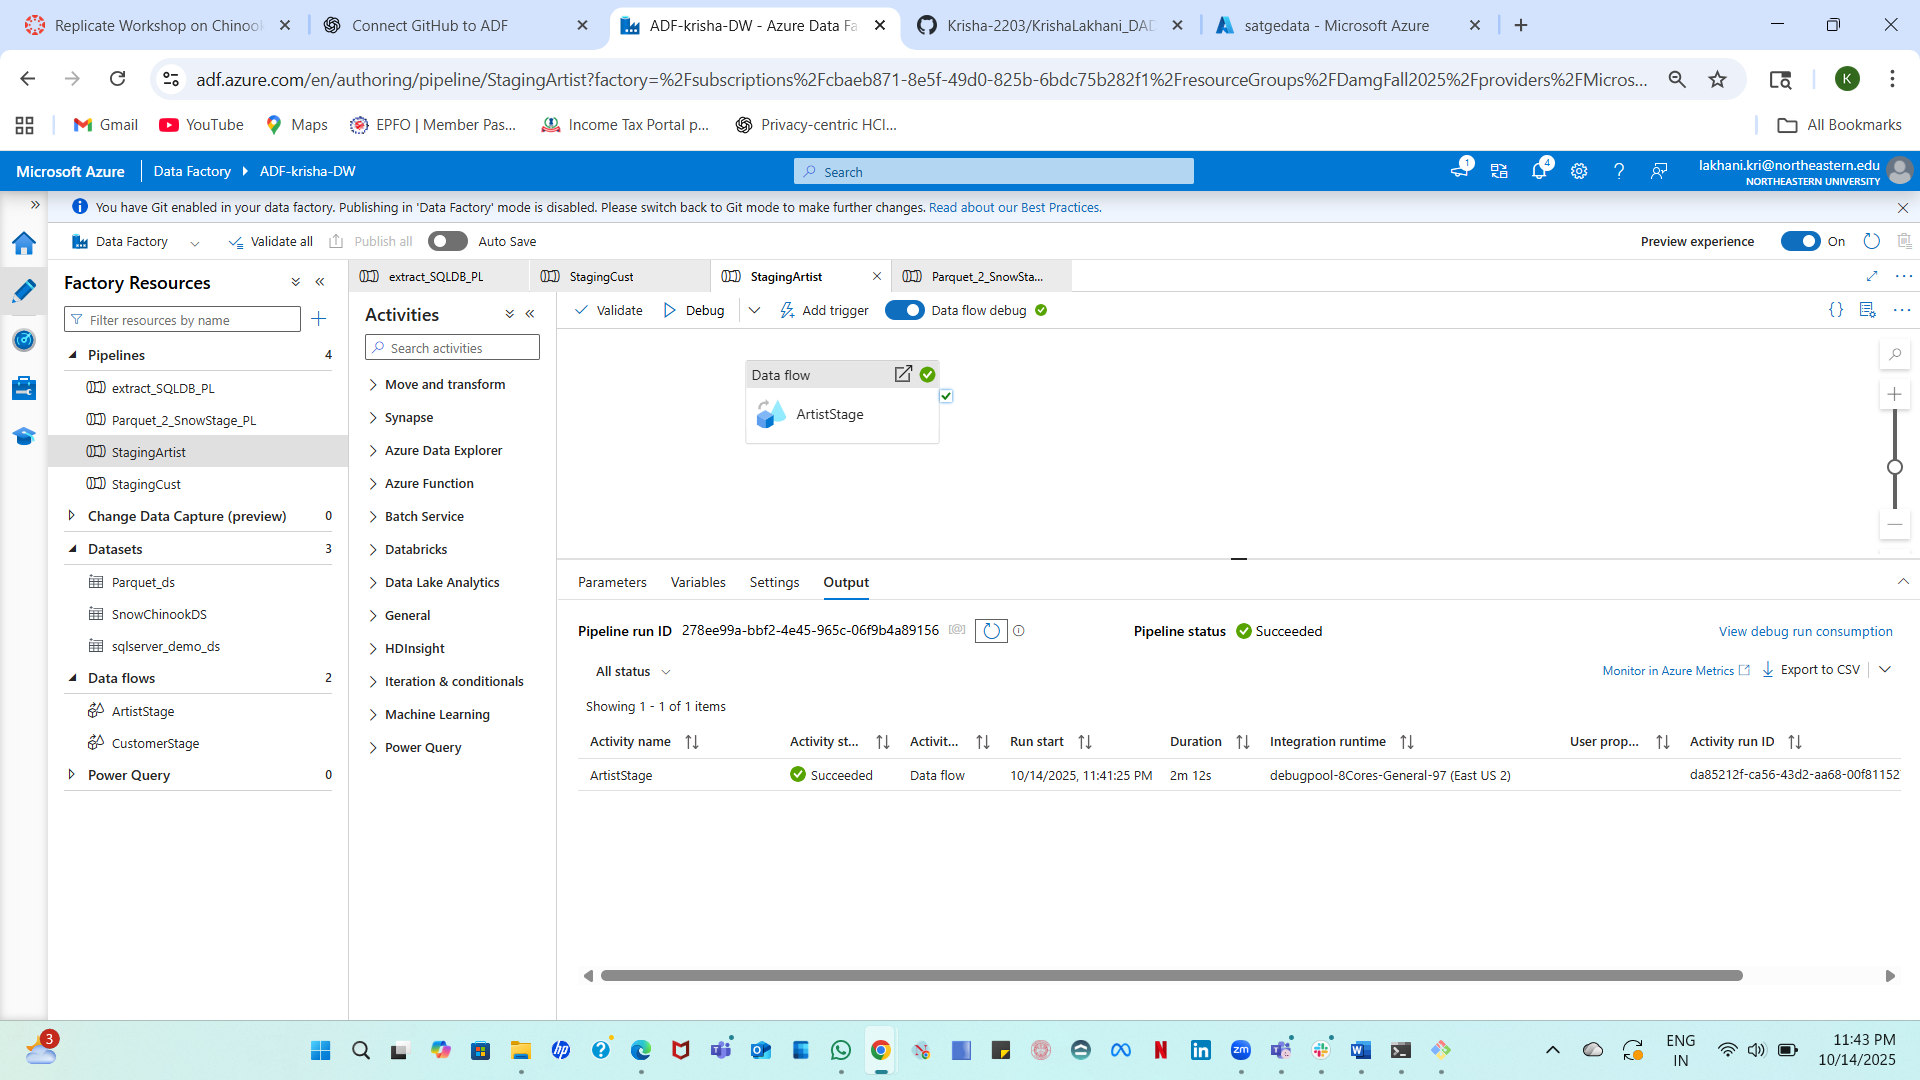 Replicate Workshop on Chinook
Connect GitHub to ADF
ADF-krisha-DW - Azure Data Fa
Krisha-2203/KrishaLakhani_DAD
satgedata - Microsoft Azure
adf.azure.com/en/authoring/pipeline/StagingArtist?factory=%2Fsubscriptions%2Fcbaeb871-8e5f-49d0-825b-6bdc75b282f1%2FresourceGroups%2FDamgFall2025%2Fproviders%2FMicros...
K
Gmail
YouTube
Maps
EPFO | Member Pas...
Income Tax Portal p...
Privacy-centric HCI...
All Bookmarks
Microsoft Azure
Data Factory
ADF-krisha-DW
Search
1
4
lakhani.kri@northeastern.edu
NORTHEASTERN UNIVERSITY
You have Git enabled in your data factory. Publishing in 'Data Factory' mode is disabled. Please switch back to Git mode to make further changes. Read about our Best Practices.
Data Factory
Validate all
Publish all
Auto Save
Preview experience
On
Factory Resources
Filter resources by name
Pipelines 4
extract_SQLDB_PL
Parquet_2_SnowStage_PL
StagingArtist
StagingCust
Change Data Capture (preview) 0
Datasets 3
Parquet_ds
SnowChinookDS
sqlserver_demo_ds
Data flows 2
ArtistStage
CustomerStage
Power Query 0
extract_SQLDB_PL
StagingCust
StagingArtist
Parquet_2_SnowSta...
Activities
Search activities
Move and transform
Synapse
Azure Data Explorer
Azure Function
Batch Service
Databricks
Data Lake Analytics
General
HDInsight
Iteration & conditionals
Machine Learning
Power Query
Validate
Debug
Add trigger
Data flow debug
Data flow
ArtistStage
Parameters
Variables
Settings
Output
Pipeline run ID 278ee99a-bbf2-4e45-965c-06f9b4a89156
Pipeline status Succeeded
View debug run consumption
All status
Monitor in Azure Metrics
Export to CSV
Showing 1 - 1 of 1 items
Activity name
Activity st...
Activit...
Run start
Duration
Integration runtime
User prop...
Activity run ID
ArtistStage
Succeeded
Data flow
10/14/2025, 11:41:25 PM
2m 12s
debugpool-8Cores-General-97 (East US 2)
da85212f-ca56-43d2-aa68-00f81152
3
ENG
IN
11:43 PM
10/14/2025